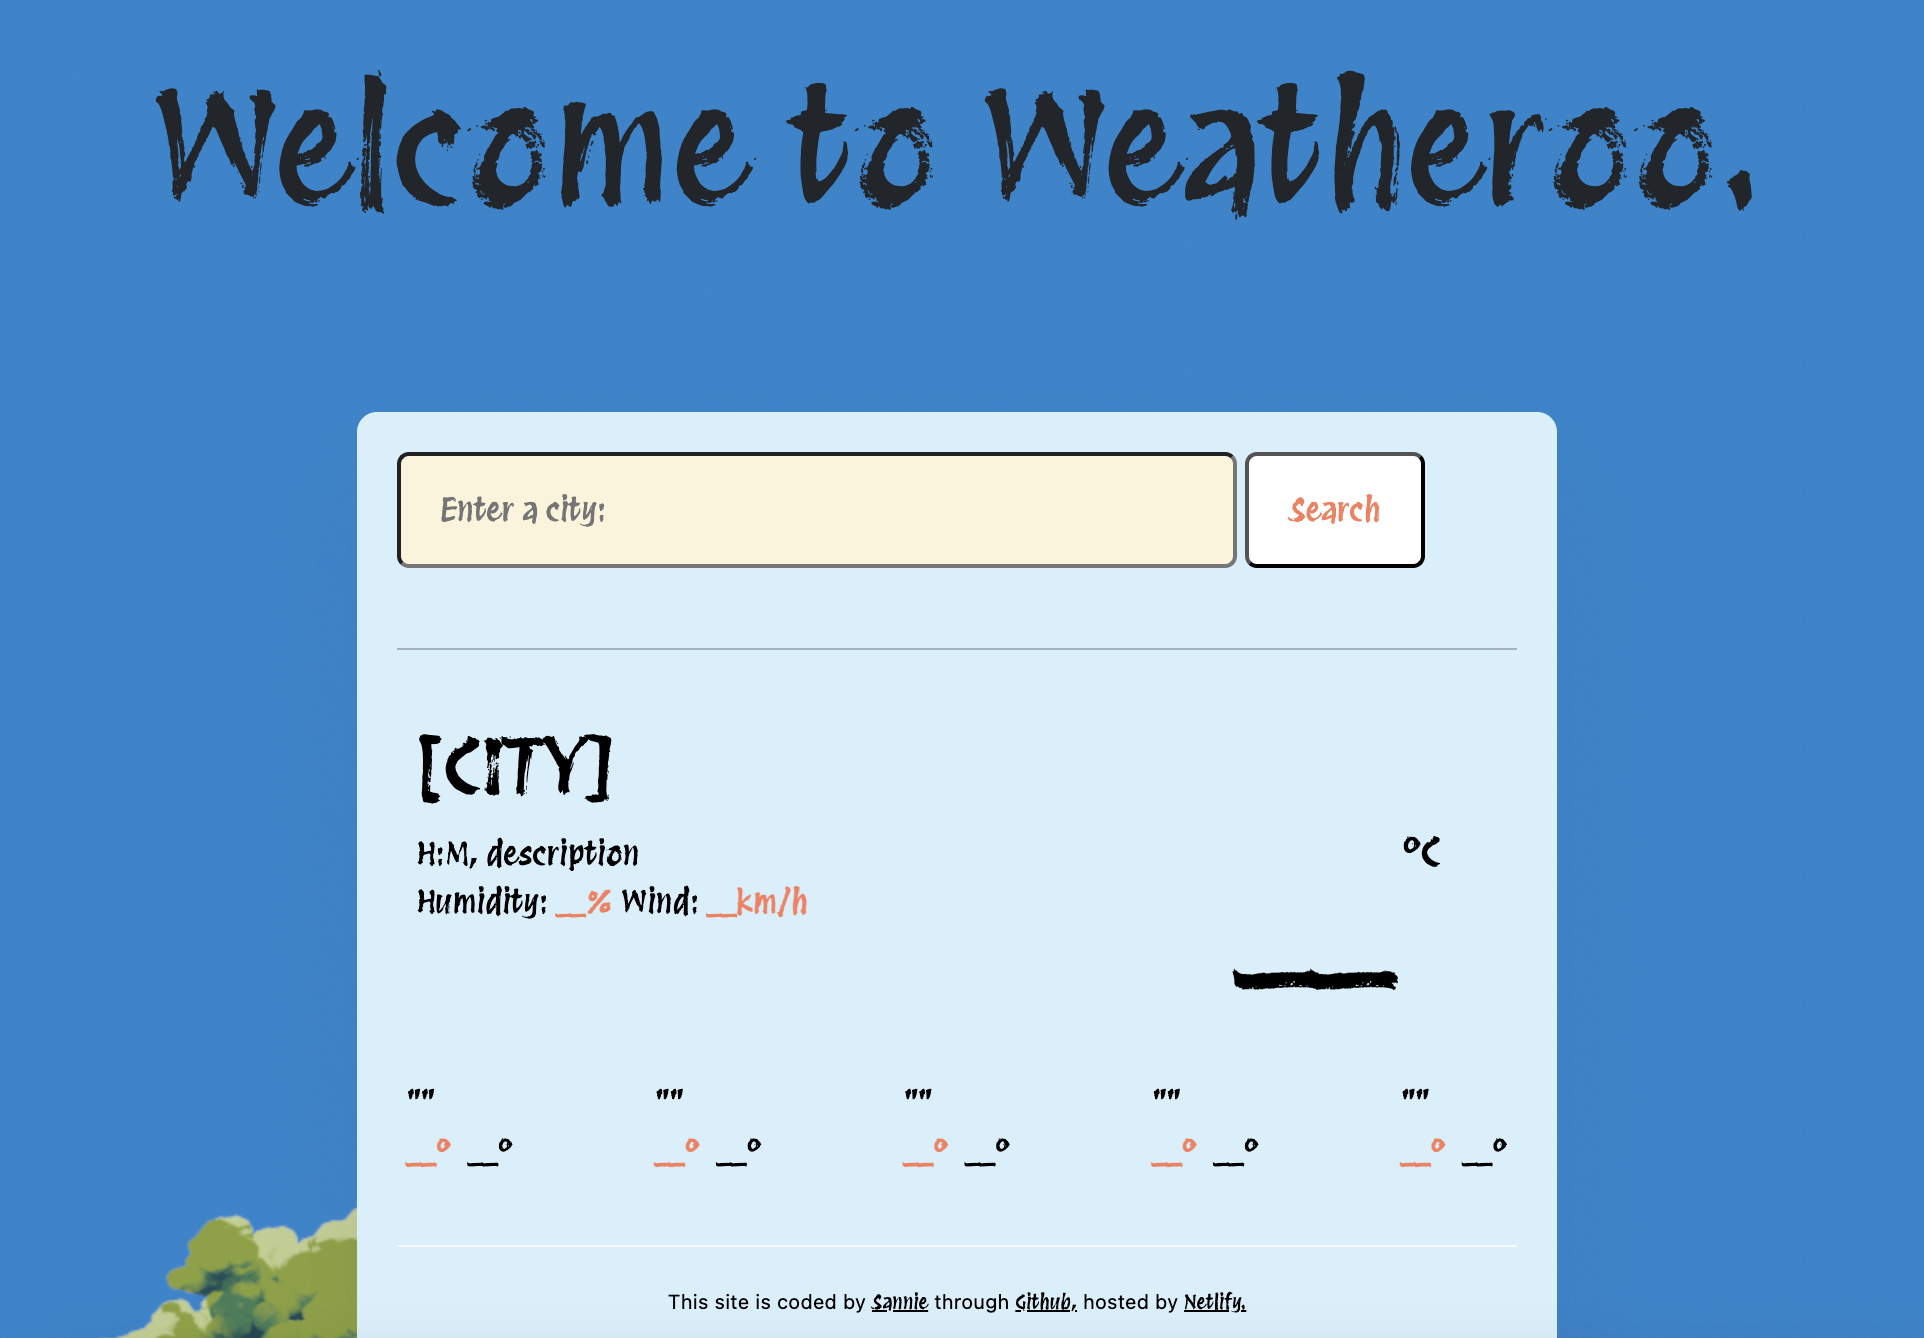 Welcome to Weatheroo.
Enter a city:
Search
[CITY]
H:M, description
°C
Humidity: __% Wind: __km/h
__
"" "" "" "" ""
__° __° __° __° __° __° __° __° __° __°
This site is coded by Sannie through Github, hosted by Netlify.